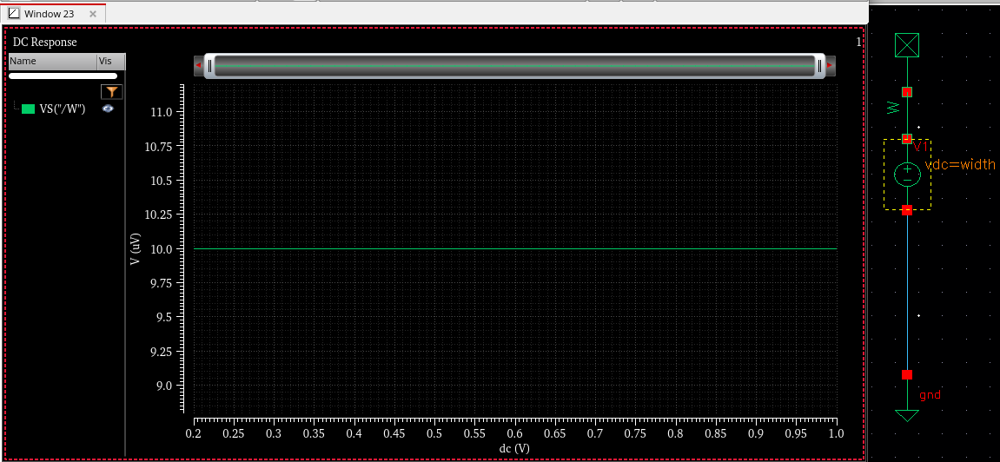 Window 23
DC Response
1
Name Vis
VS("/W")
11.0
10.75
10.5
10.25
10.0
9.75
9.5
9.25
9.0
V (uV)
0.2 0.25 0.3 0.35 0.4 0.45 0.5 0.55 0.6 0.65 0.7 0.75 0.8 0.85 0.9 0.95 1.0
dc (V)
W
V1
vdc=width
gnd